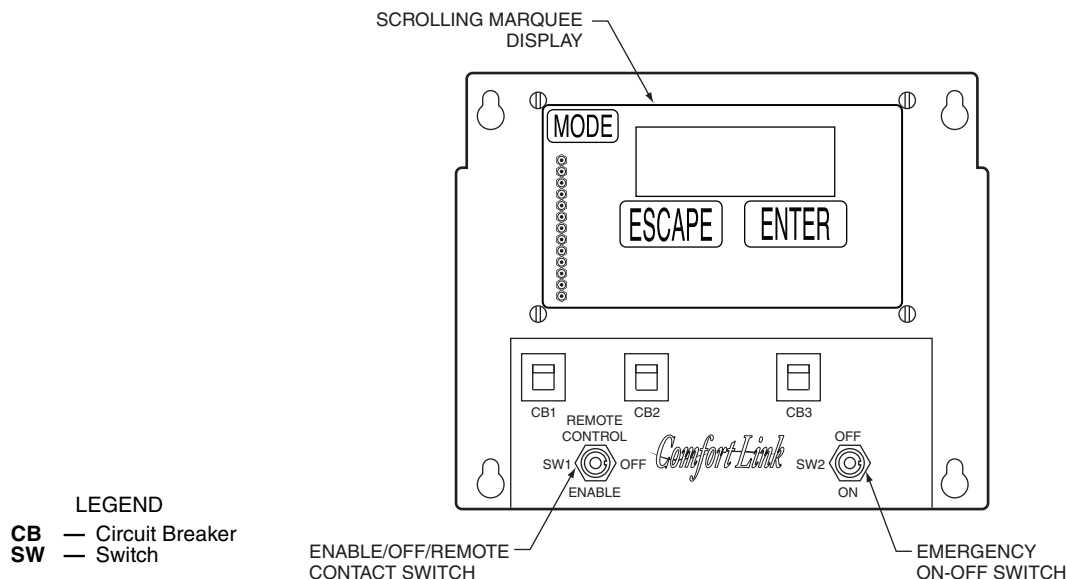 SCROLLING MARQUEE
DISPLAY
MODE
ESCAPE
ENTER
CB1
CB2
CB3
REMOTE
CONTROL
SW1
OFF
ENABLE
Comfort Link
OFF
SW2
ON
LEGEND
CB — Circuit Breaker
SW — Switch
ENABLE/OFF/REMOTE
CONTACT SWITCH
EMERGENCY
ON-OFF SWITCH